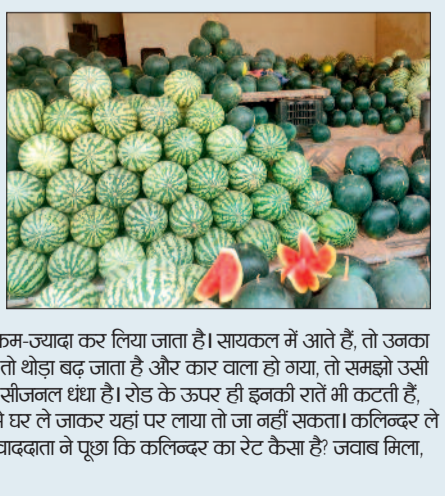 कम-ज्यादा कर लिया जाता है। सायकल में आते हैं, तो उनका
तो थोड़ा बढ़ जाता है और कार वाला हो गया, तो समझो उसी
सीजनल धंधा है। रोड के ऊपर ही इनकी रातें भी कटती हैं,
घर ले जाकर यहां पर लाया तो जा नहीं सकता। कलिन्दर ले
वाददाता ने पूछा कि कलिन्दर का रेट कैसा है? जवाब मिला,